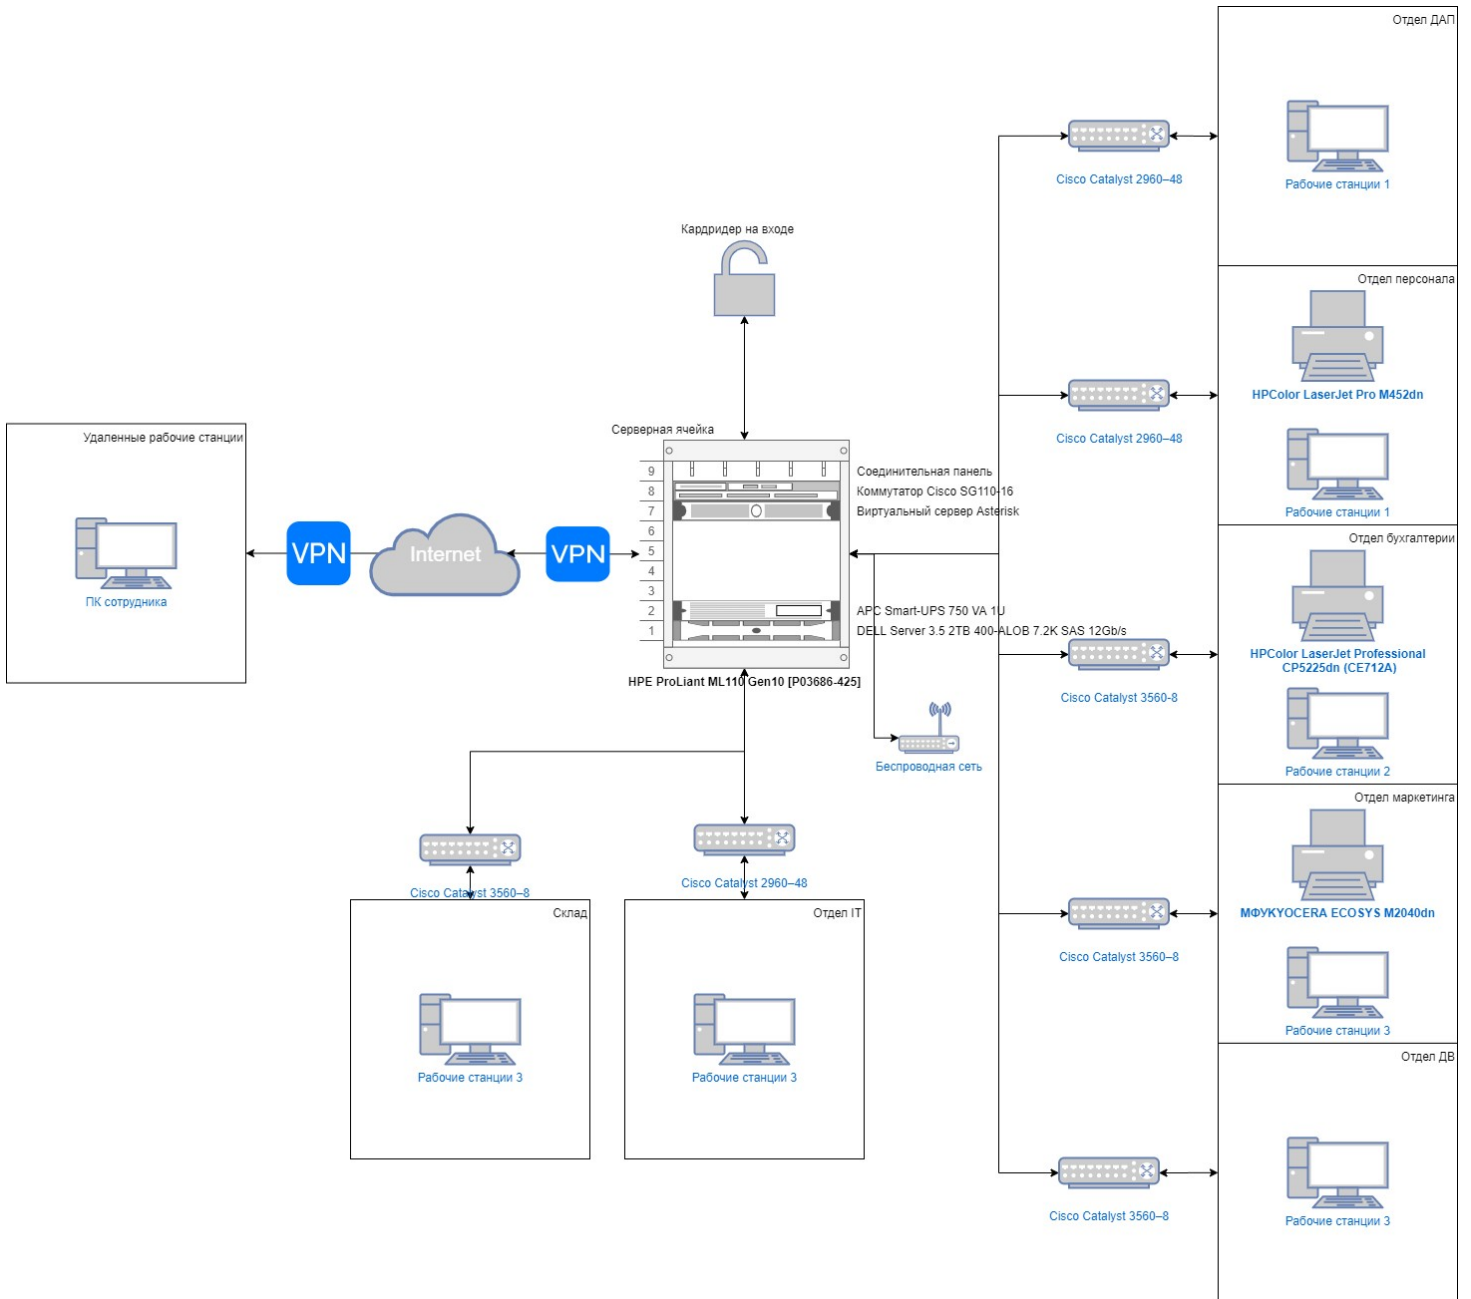 Отдел ДАП
Cisco Catalyst 2960–48
Рабочие станции 1
Кардридер на входе
Отдел персонала
HPColor LaserJet Pro M452dn
Cisco Catalyst 2960–48
Рабочие станции 1
Удаленные рабочие станции
ПК сотрудника
VPN
Internet
VPN
Серверная ячейка
9
Соединительная панель
8
Коммутатор Cisco SG110-16
7
Виртуальный сервер Asterisk
6
5
4
3
2
APC Smart-UPS 750 VA 1U
1
DELL Server 3.5 2TB 400-ALOB 7.2K SAS 12Gb/s
HPE ProLiant ML110 Gen10 [P03686-425]
Отдел бухгалтерии
HPColor LaserJet Professional
CP5225dn (CE712A)
Cisco Catalyst 3560-8
Рабочие станции 2
Беспроводная сеть
Отдел маркетинга
МФУKYOCERA ECOSYS M2040dn
Cisco Catalyst 3560–8
Рабочие станции 3
Cisco Catalyst 3560–8
Cisco Catalyst 2960–48
Склад
Рабочие станции 3
Отдел IT
Рабочие станции 3
Отдел ДВ
Cisco Catalyst 3560–8
Рабочие станции 3